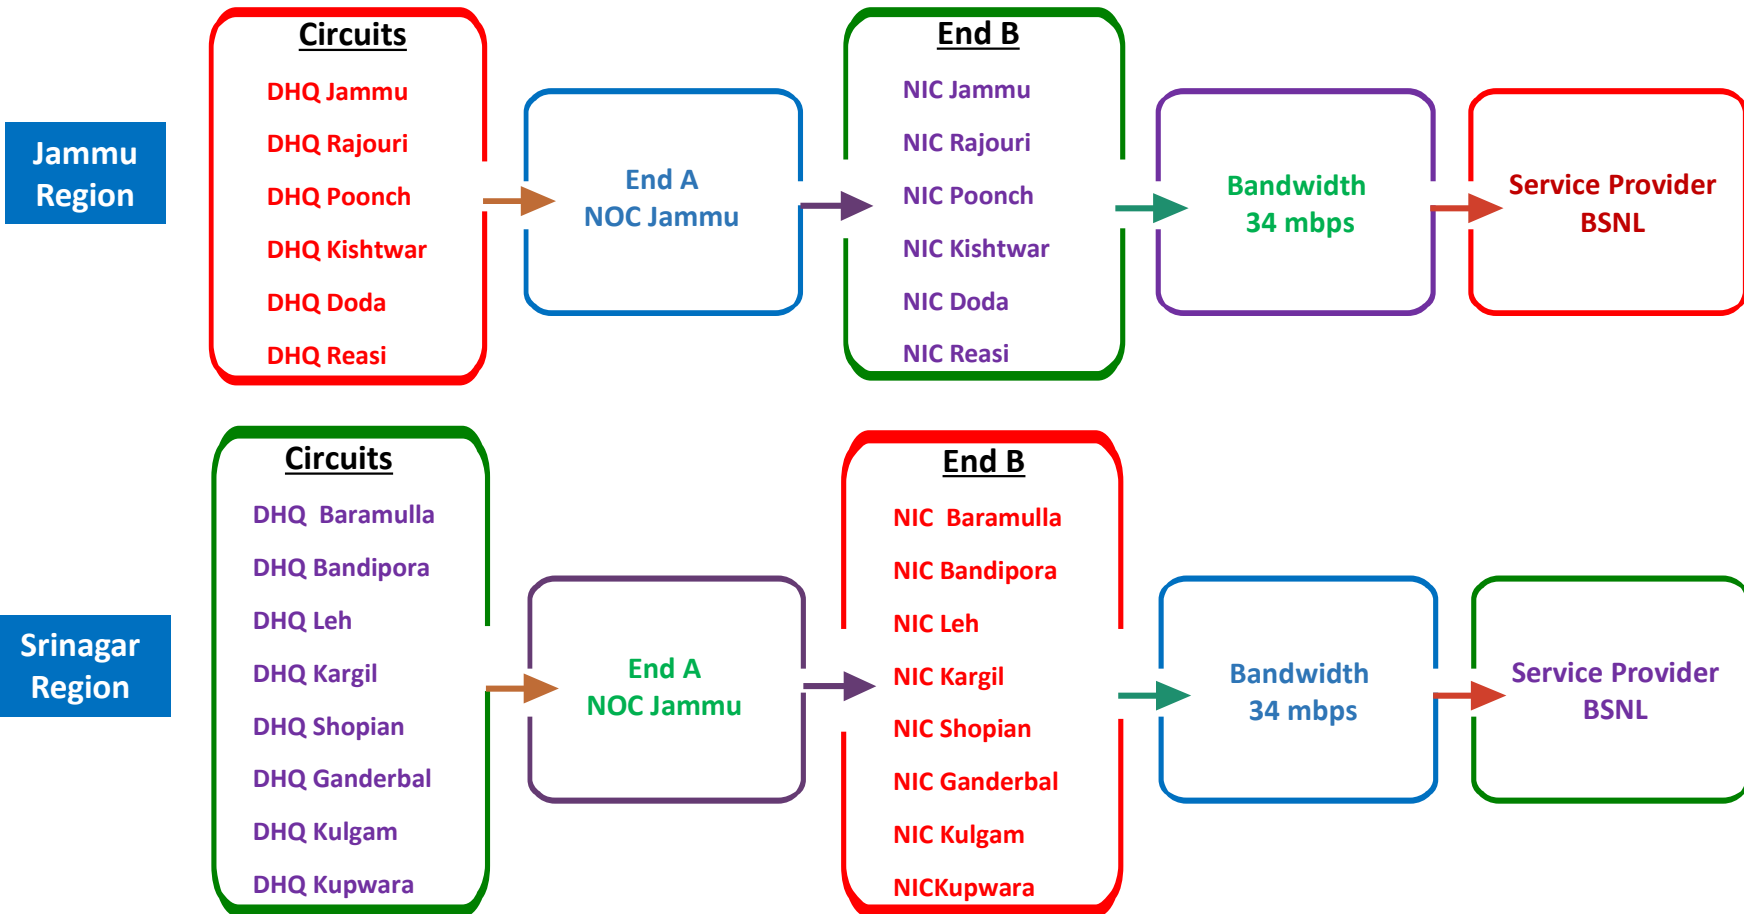 Jammu
Region
Circuits
DHQ Jammu
DHQ Rajouri
DHQ Poonch
DHQ Kishtwar
DHQ Doda
DHQ Reasi
End A
NOC Jammu
End B
NIC Jammu
NIC Rajouri
NIC Poonch
NIC Kishtwar
NIC Doda
NIC Reasi
Bandwidth
34 mbps
Service Provider
BSNL
Srinagar
Region
Circuits
DHQ  Baramulla
DHQ Bandipora
DHQ Leh
DHQ Kargil
DHQ Shopian
DHQ Ganderbal
DHQ Kulgam
DHQ Kupwara
End A
NOC Jammu
End B
NIC  Baramulla
NIC Bandipora
NIC Leh
NIC Kargil
NIC Shopian
NIC Ganderbal
NIC Kulgam
NICKupwara
Bandwidth
34 mbps
Service Provider
BSNL